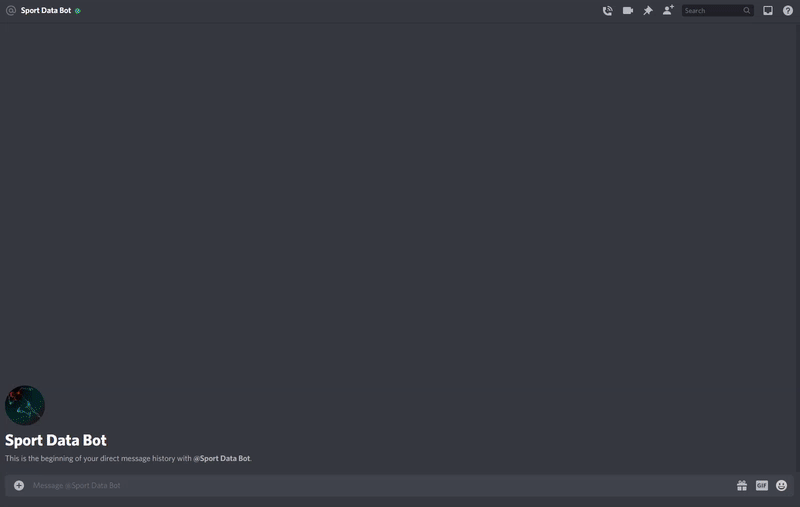 Sport Data Bot
Search
Sport Data Bot
This is the beginning of your direct message history with @Sport Data Bot.
Message @Sport Data Bot
GIF